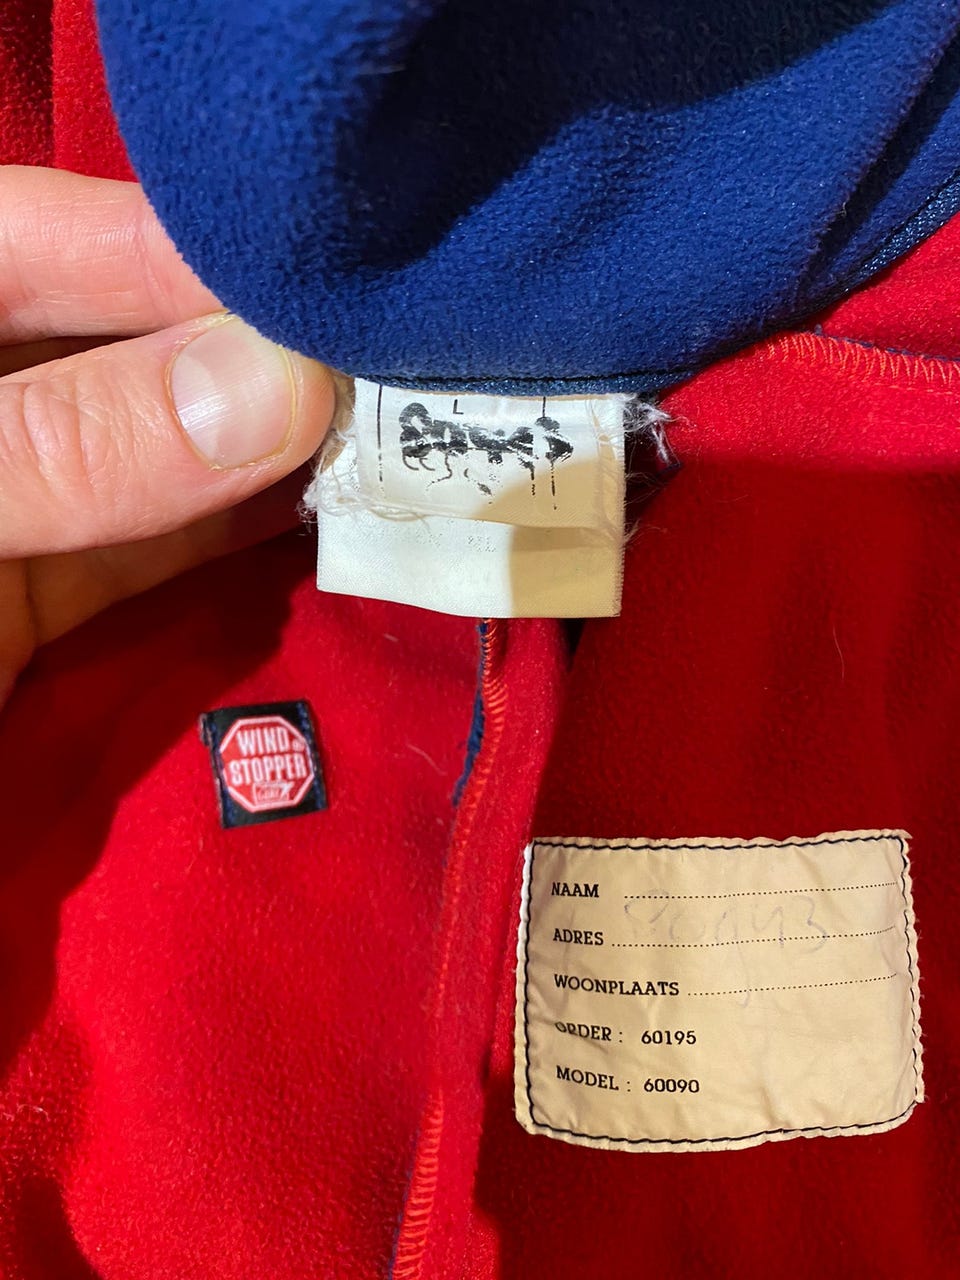 L
WIND
STOPPER
NAAM
ADRES
WOONPLAATS
ORDER : 60195
MODEL : 60090